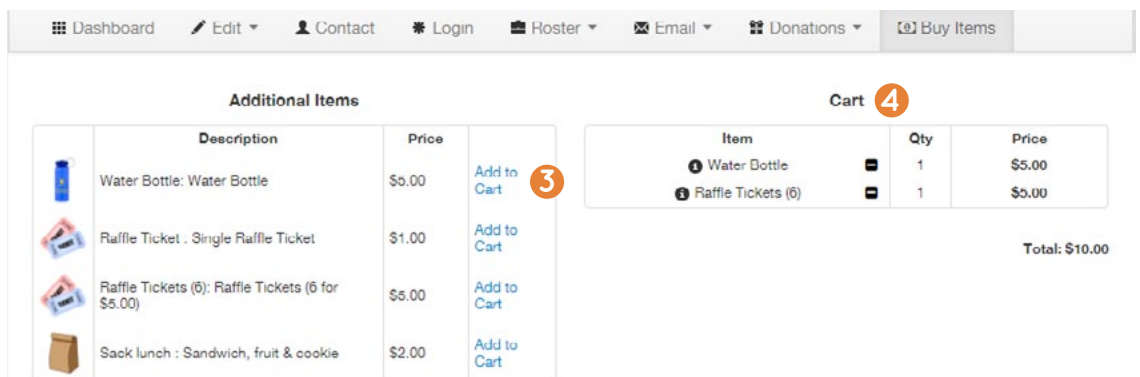 Dashboard Edit Contact Login Roster Email Donations Buy Items
Additional Items
Description Price
Water Bottle: Water Bottle $5.00 Add to
Cart
3
Raffle Ticket : Single Raffle Ticket $1.00 Add to
Cart
Raffle Tickets (6): Raffle Tickets (6 for
$5.00) $5.00 Add to
Cart
Sack lunch : Sandwich, fruit & cookie $2.00 Add to
Cart
Cart 4
Item Qty Price
Water Bottle 1 $5.00
Raffle Tickets (6) 1 $5.00
Total: $10.00